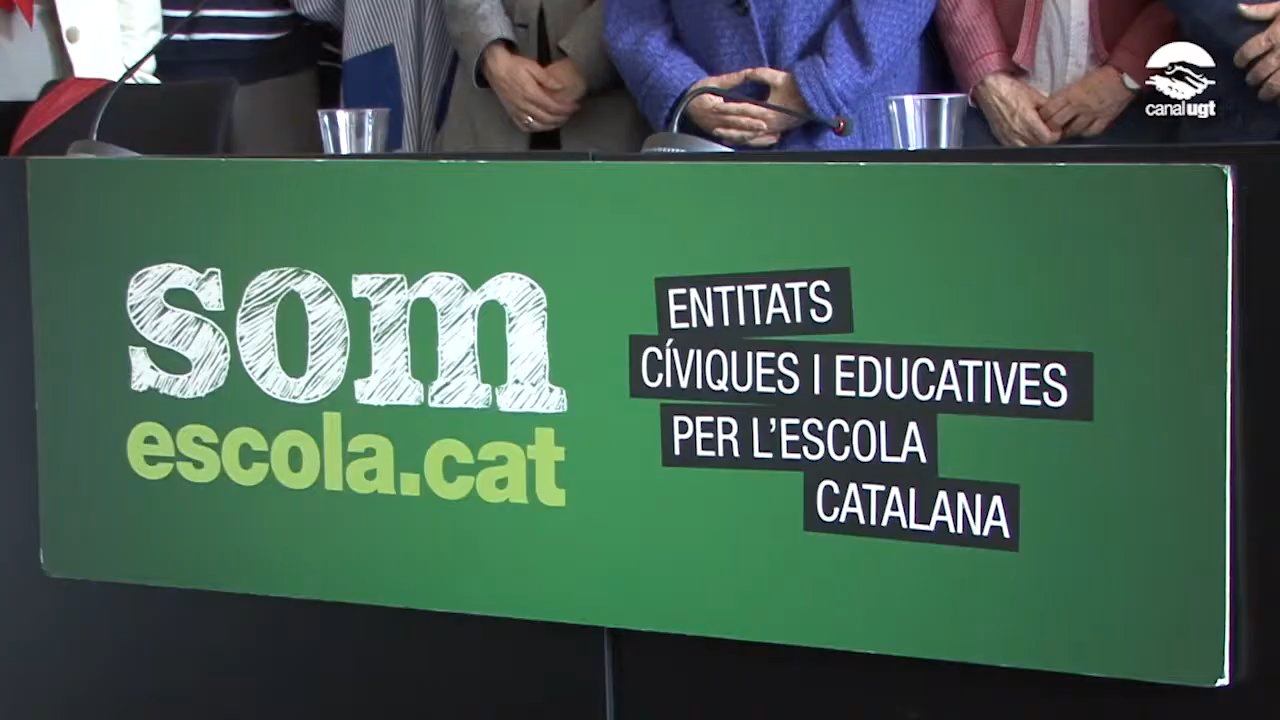 canalugt
som
escola.cat
ENTITATS
CÍVIQUES I EDUCATIVES
PER L'ESCOLA
CATALANA